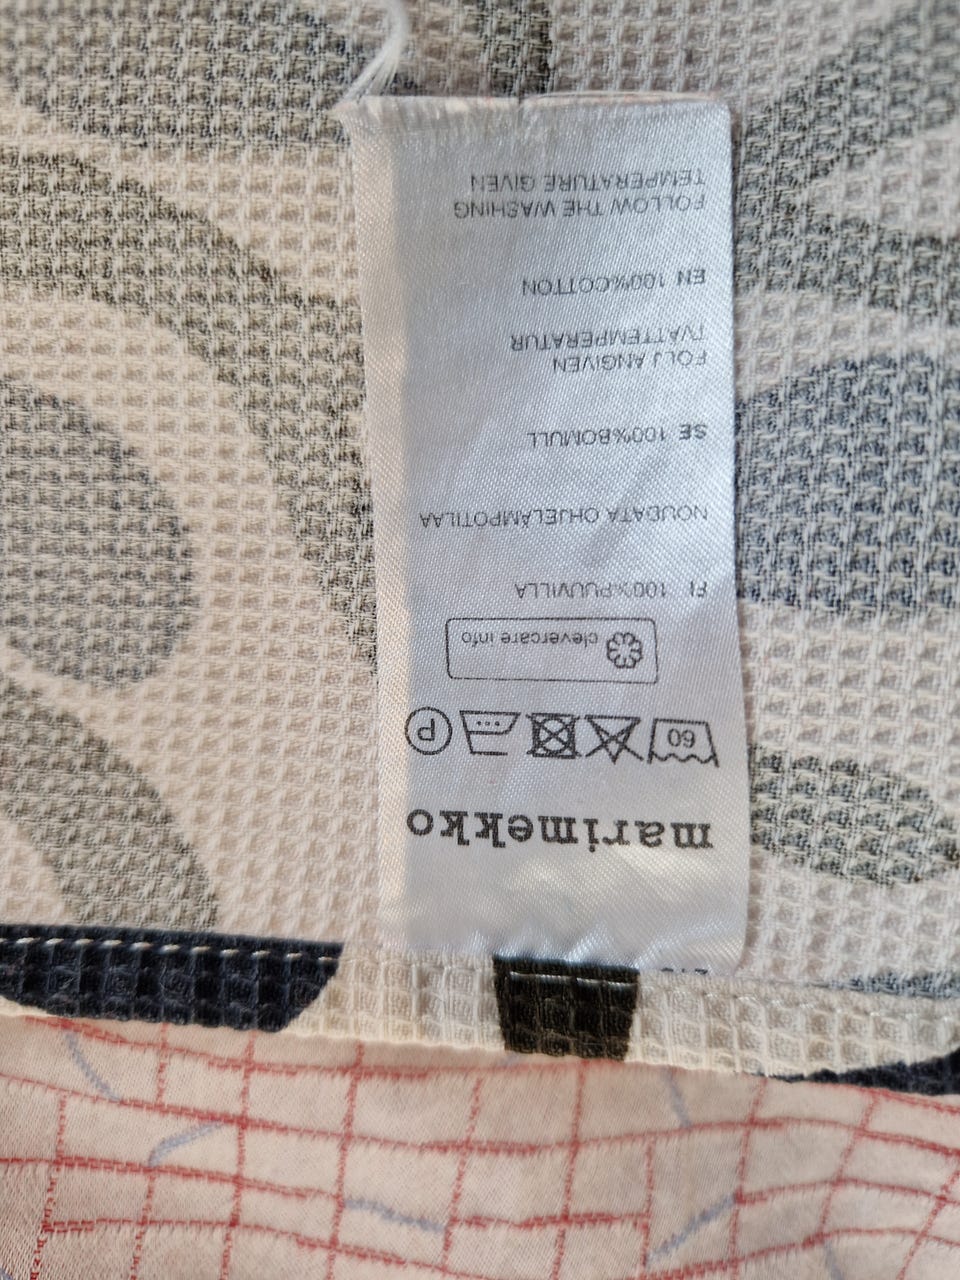 marimekko
60 P
clevercare info
FI 100%PUUVILLA
NOUDATA OHJELÄMPÖTILAA
SE 100%BOMULL
FÖLJ ANGIVEN
TVÄTTEMPERATUR
EN 100%COTTON
FOLLOW THE WASHING
TEMPERATURE GIVEN